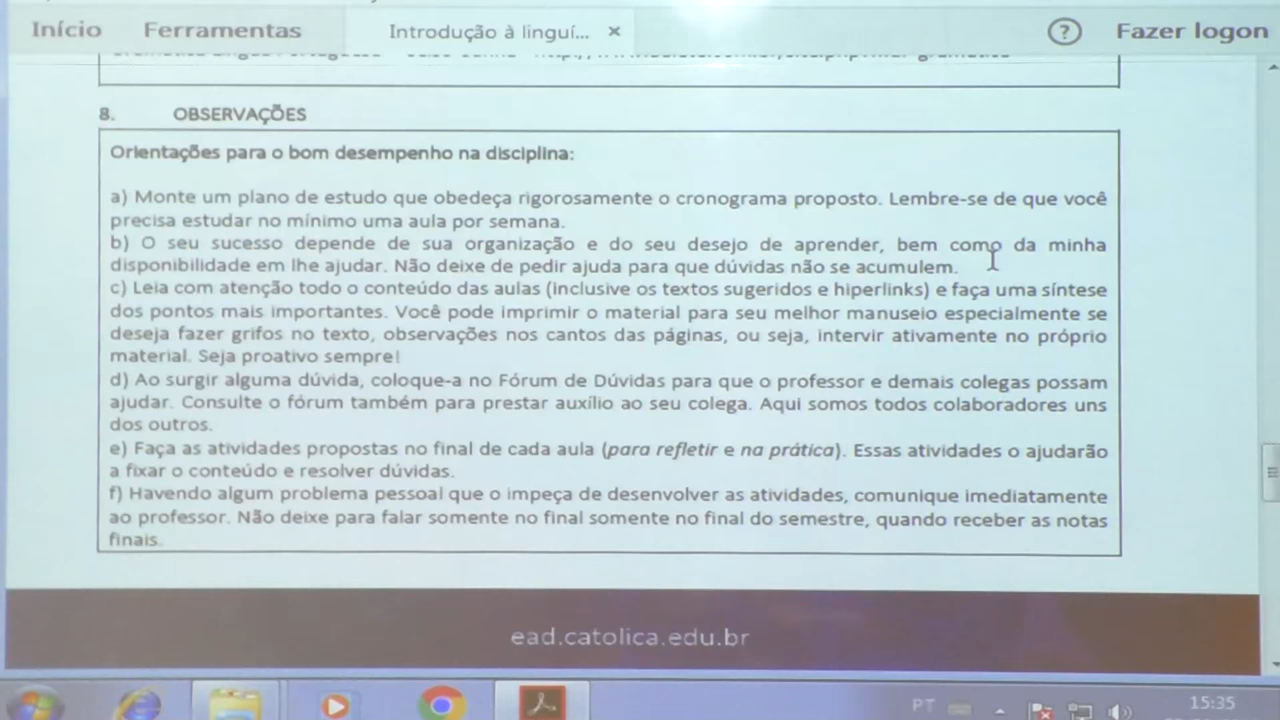 Início Ferramentas Introdução à linguí... × ? Fazer logon
8. OBSERVAÇÕES
Orientações para o bom desempenho na disciplina:
a) Monte um plano de estudo que obedeça rigorosamente o cronograma proposto. Lembre-se de que você
precisa estudar no mínimo uma aula por semana.
b) O seu sucesso depende de sua organização e do seu desejo de aprender, bem como da minha
disponibilidade em lhe ajudar. Não deixe de pedir ajuda para que dúvidas não se acumulem.
c) Leia com atenção todo o conteúdo das aulas (inclusive os textos sugeridos e hiperlinks) e faça uma síntese
dos pontos mais importantes. Você pode imprimir o material para seu melhor manuseio especialmente se
deseja fazer grifos no texto, observações nos cantos das páginas, ou seja, intervir ativamente no próprio
material. Seja proativo sempre!
d) Ao surgir alguma dúvida, coloque-a no Fórum de Dúvidas para que o professor e demais colegas possam
ajudar. Consulte o fórum também para prestar auxílio ao seu colega. Aqui somos todos colaboradores uns
dos outros.
e) Faça as atividades propostas no final de cada aula (para refletir e na prática). Essas atividades o ajudarão
a fixar o conteúdo e resolver dúvidas.
f) Havendo algum problema pessoal que o impeça de desenvolver as atividades, comunique imediatamente
ao professor. Não deixe para falar somente no final somente no final do semestre, quando receber as notas
finais.
ead.catolica.edu.br
PT 15:35